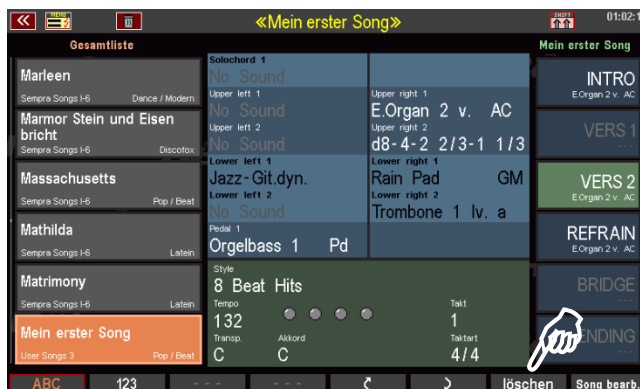 MENU
«Mein erster Song»
SHIFT
01:02:1
Gesamtliste
Mein erster Song
Marleen
Sempra Songs I-6 Dance / Modern
Marmor Stein und Eisen
bricht
Sempra Songs I-6 Discofox
Massachusetts
Sempra Songs I-6 Pop / Beat
Mathilda
Sempra Songs I-6 Latein
Matrimony
Sempra Songs I-6 Latein
Mein erster Song
User Songs 3 Pop / Beat
Solochord 1
No Sound
Upper left 1
No Sound
Upper left 2
No Sound
Lower left 1
Jazz-Git.dyn.
Lower left 2
No Sound
Pedal 1
Orgelbass 1 Pd
Upper right 1
E.Organ 2 v. AC
Upper right 2
d8-4-2 2/3-1 1/3
Lower right 1
Rain Pad GM
Lower right 2
Trombone 1 lv. a
Style
8 Beat Hits
Tempo
132
Takt
1
Transp.
C
Akkord
C
Taktart
4/4
INTRO
E.Organ 2 v. AC
VERS 1
- - -
VERS 2
E.Organ 2 v. AC
REFRAIN
E.Organ 2 v. AC
BRIDGE
- - -
ENDING
- - -
ABC 123 - - - - - - löschen Song bearb.